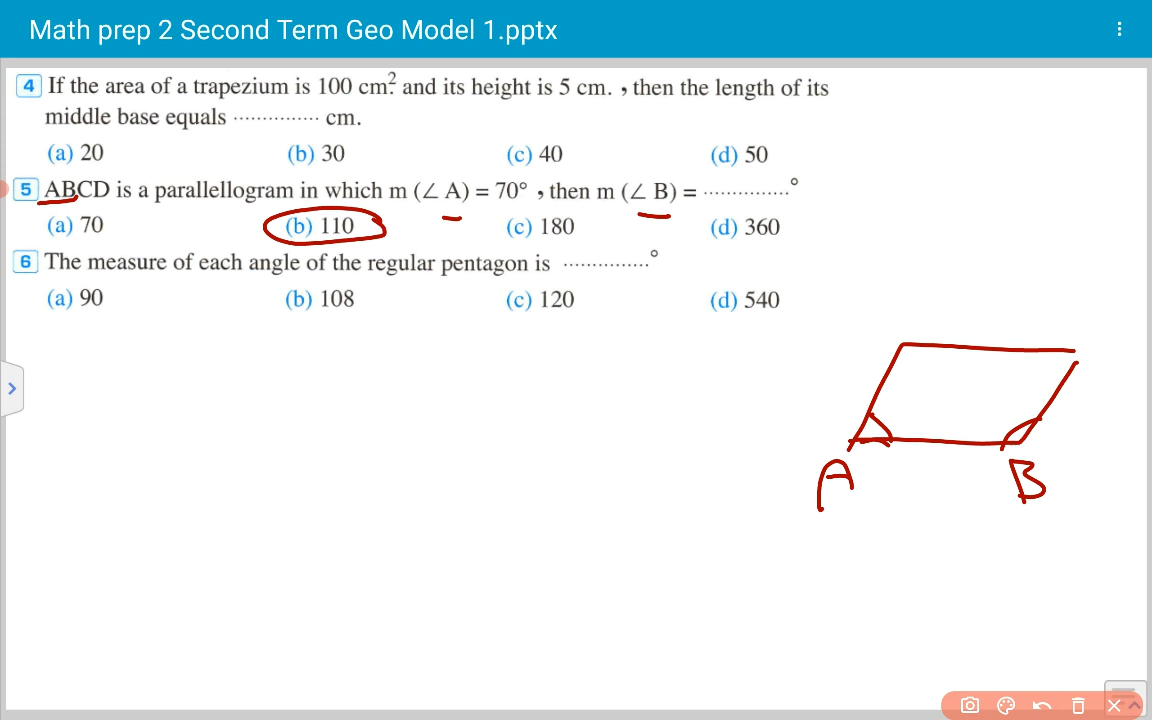 Math prep 2 Second Term Geo Model 1.pptx
4 If the area of a trapezium is 100 cm² and its height is 5 cm. , then the length of its
middle base equals ............... cm.
(a) 20 (b) 30 (c) 40 (d) 50
5 ABCD is a parallellogram in which m (∠ A) = 70° , then m (∠ B) = ...............°
(a) 70 (b) 110 (c) 180 (d) 360
6 The measure of each angle of the regular pentagon is ...............°
(a) 90 (b) 108 (c) 120 (d) 540
A B